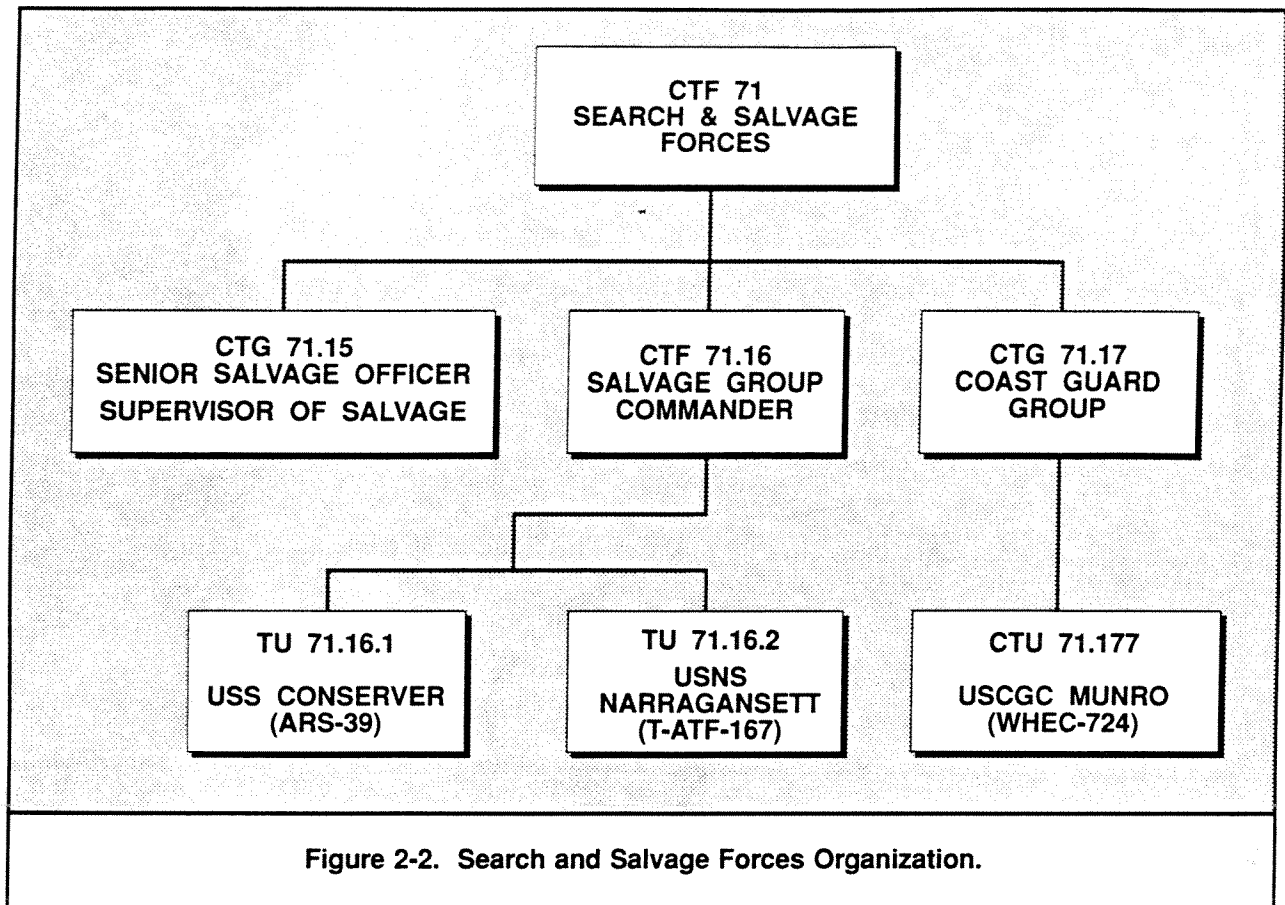 CTF 71
SEARCH & SALVAGE
FORCES
CTG 71.15
SENIOR SALVAGE OFFICER
SUPERVISOR OF SALVAGE
CTF 71.16
SALVAGE GROUP
COMMANDER
CTG 71.17
COAST GUARD
GROUP
TU 71.16.1
USS CONSERVER
(ARS-39)
TU 71.16.2
USNS
NARRAGANSETT
(T-ATF-167)
CTU 71.177
USCGC MUNRO
(WHEC-724)
Figure 2-2. Search and Salvage Forces Organization.